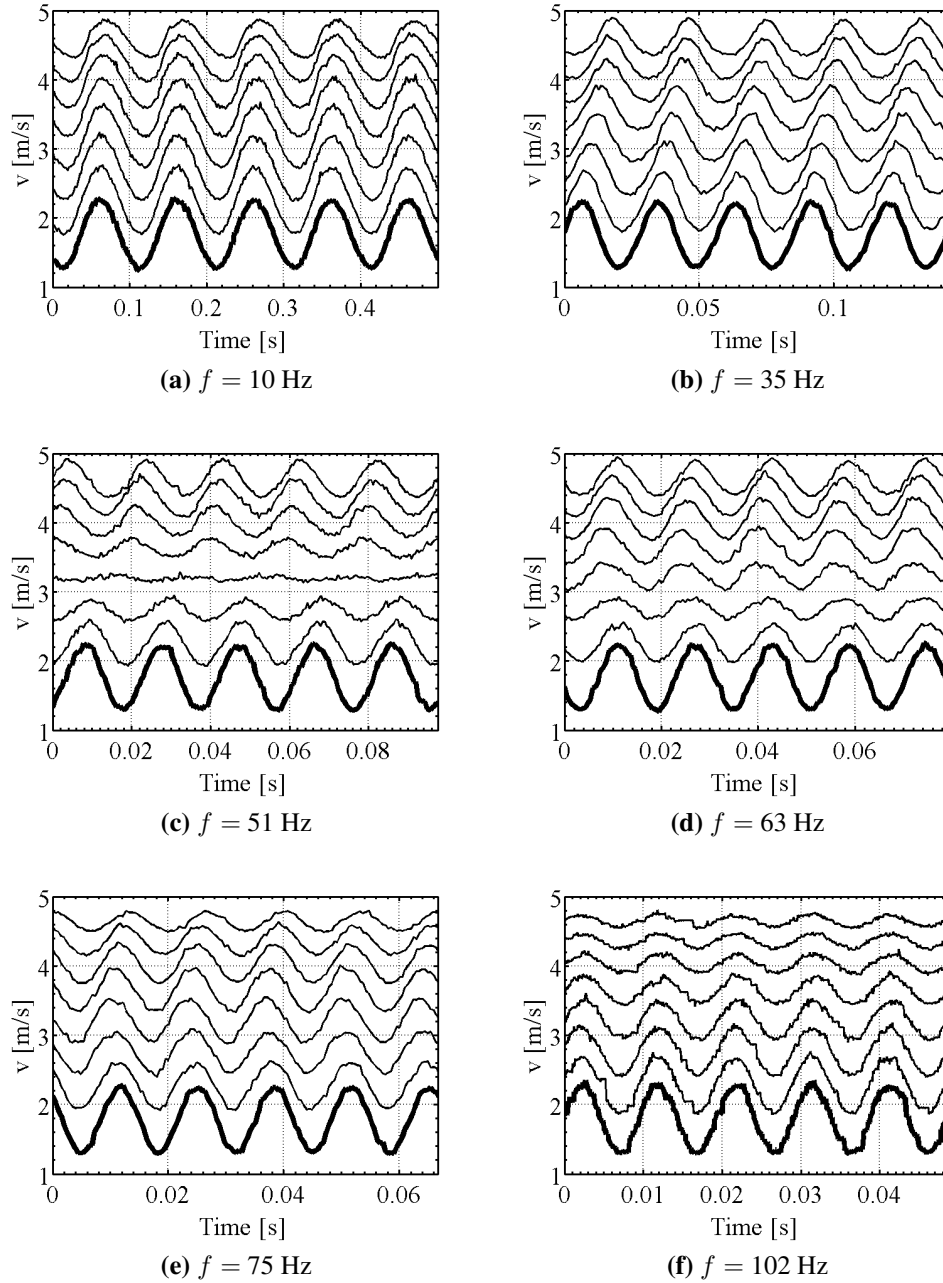 5
4
3
2
1
v [m/s]
0 0.1 0.2 0.3 0.4
Time [s]
(a) f = 10 Hz
5
4
3
2
1
v [m/s]
0 0.05 0.1
Time [s]
(b) f = 35 Hz
5
4
3
2
1
v [m/s]
0 0.02 0.04 0.06 0.08
Time [s]
(c) f = 51 Hz
5
4
3
2
1
v [m/s]
0 0.02 0.04 0.06
Time [s]
(d) f = 63 Hz
5
4
3
2
1
v [m/s]
0 0.02 0.04 0.06
Time [s]
(e) f = 75 Hz
5
4
3
2
1
v [m/s]
0 0.01 0.02 0.03 0.04
Time [s]
(f) f = 102 Hz